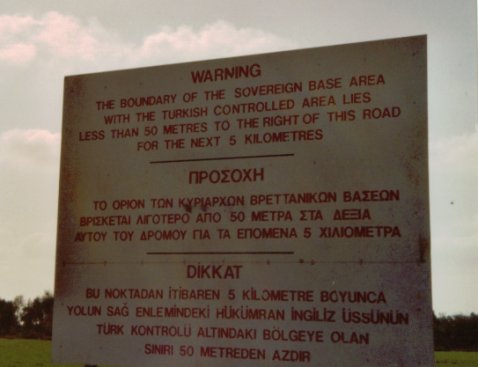 WARNING
THE BOUNDARY OF THE SOVEREIGN BASE AREA
WITH THE TURKISH CONTROLLED AREA LIES
LESS THAN 50 METRES TO THE RIGHT OF THIS ROAD
FOR THE NEXT 5 KILOMETRES
ΠΡΟΣΟΧΗ
ΤΟ ΟΡΙΟΝ ΤΩΝ ΚΥΡΙΑΡΧΩΝ ΒΡΕΤΤΑΝΙΚΩΝ ΒΑΣΕΩΝ
ΒΡΙΣΚΕΤΑΙ ΛΙΓΟΤΕΡΟ ΑΠΟ 50 ΜΕΤΡΑ ΣΤΑ ΔΕΞΙΑ
ΑΥΤΟΥ ΤΟΥ ΔΡΟΜΟΥ ΓΙΑ ΤΑ ΕΠΟΜΕΝΑ 5 ΧΙΛΙΟΜΕΤΡΑ
DİKKAT
BU NOKTADAN İTİBAREN 5 KİLOMETRE BOYUNCA
YOLUN SAĞ ENLEMİNDEKİ HÜKÜMRAN İNGİLİZ ÜSSÜNÜN
TÜRK KONTROLÜ ALTINDAKİ BÖLGEYE OLAN
SINIRI 50 METREDEN AZDIR